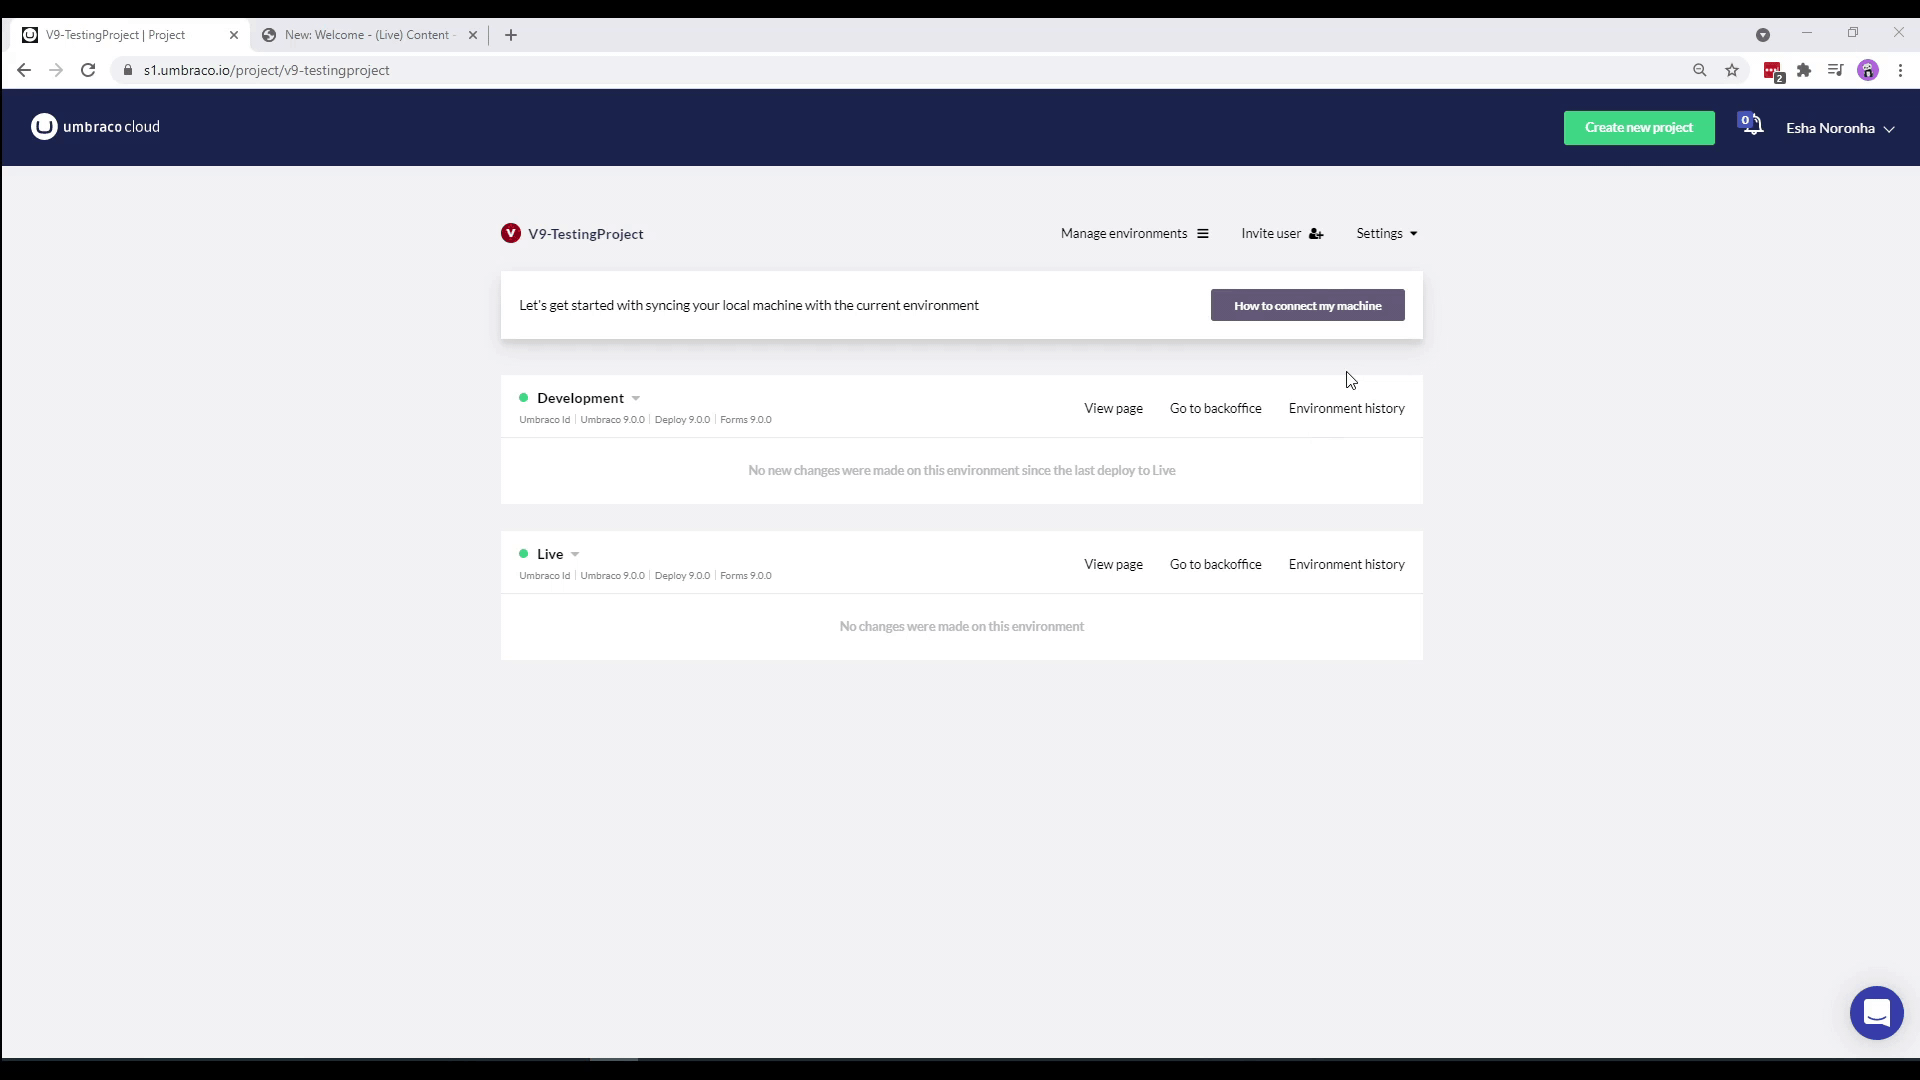 V9-TestingProject | Project
New: Welcome - (Live) Content -
s1.umbraco.io/project/v9-testingproject
2
umbraco cloud
Create new project
0
Esha Noronha
V V9-TestingProject
Manage environments
Invite user
Settings
Let's get started with syncing your local machine with the current environment
How to connect my machine
Development
View page
Go to backoffice
Environment history
Umbraco Id | Umbraco 9.0.0 | Deploy 9.0.0 | Forms 9.0.0
No new changes were made on this environment since the last deploy to Live
Live
View page
Go to backoffice
Environment history
Umbraco Id | Umbraco 9.0.0 | Deploy 9.0.0 | Forms 9.0.0
No changes were made on this environment